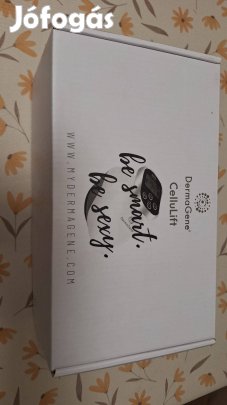 Jófogás
DermaGene®
CelluLift
be smart.
be sexy.
WWW.MYDERMAGENE.COM